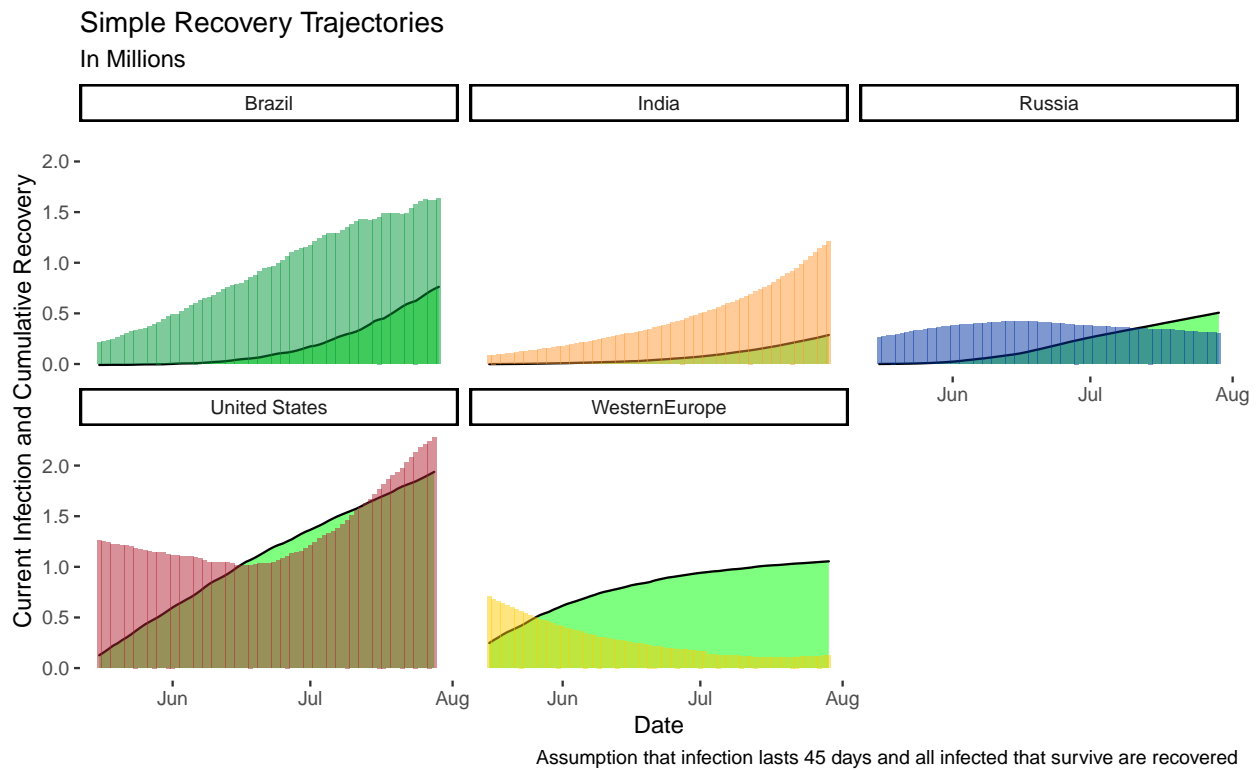 Simple Recovery Trajectories
In Millions
Brazil
India
Russia
Current Infection and Cumulative Recovery
2.0
1.5
1.0
0.5
0.0
Jun
Jul
Aug
United States
WesternEurope
2.0
1.5
1.0
0.5
0.0
Jun
Jul
Aug
Jun
Jul
Aug
Date
Assumption that infection lasts 45 days and all infected that survive are recovered